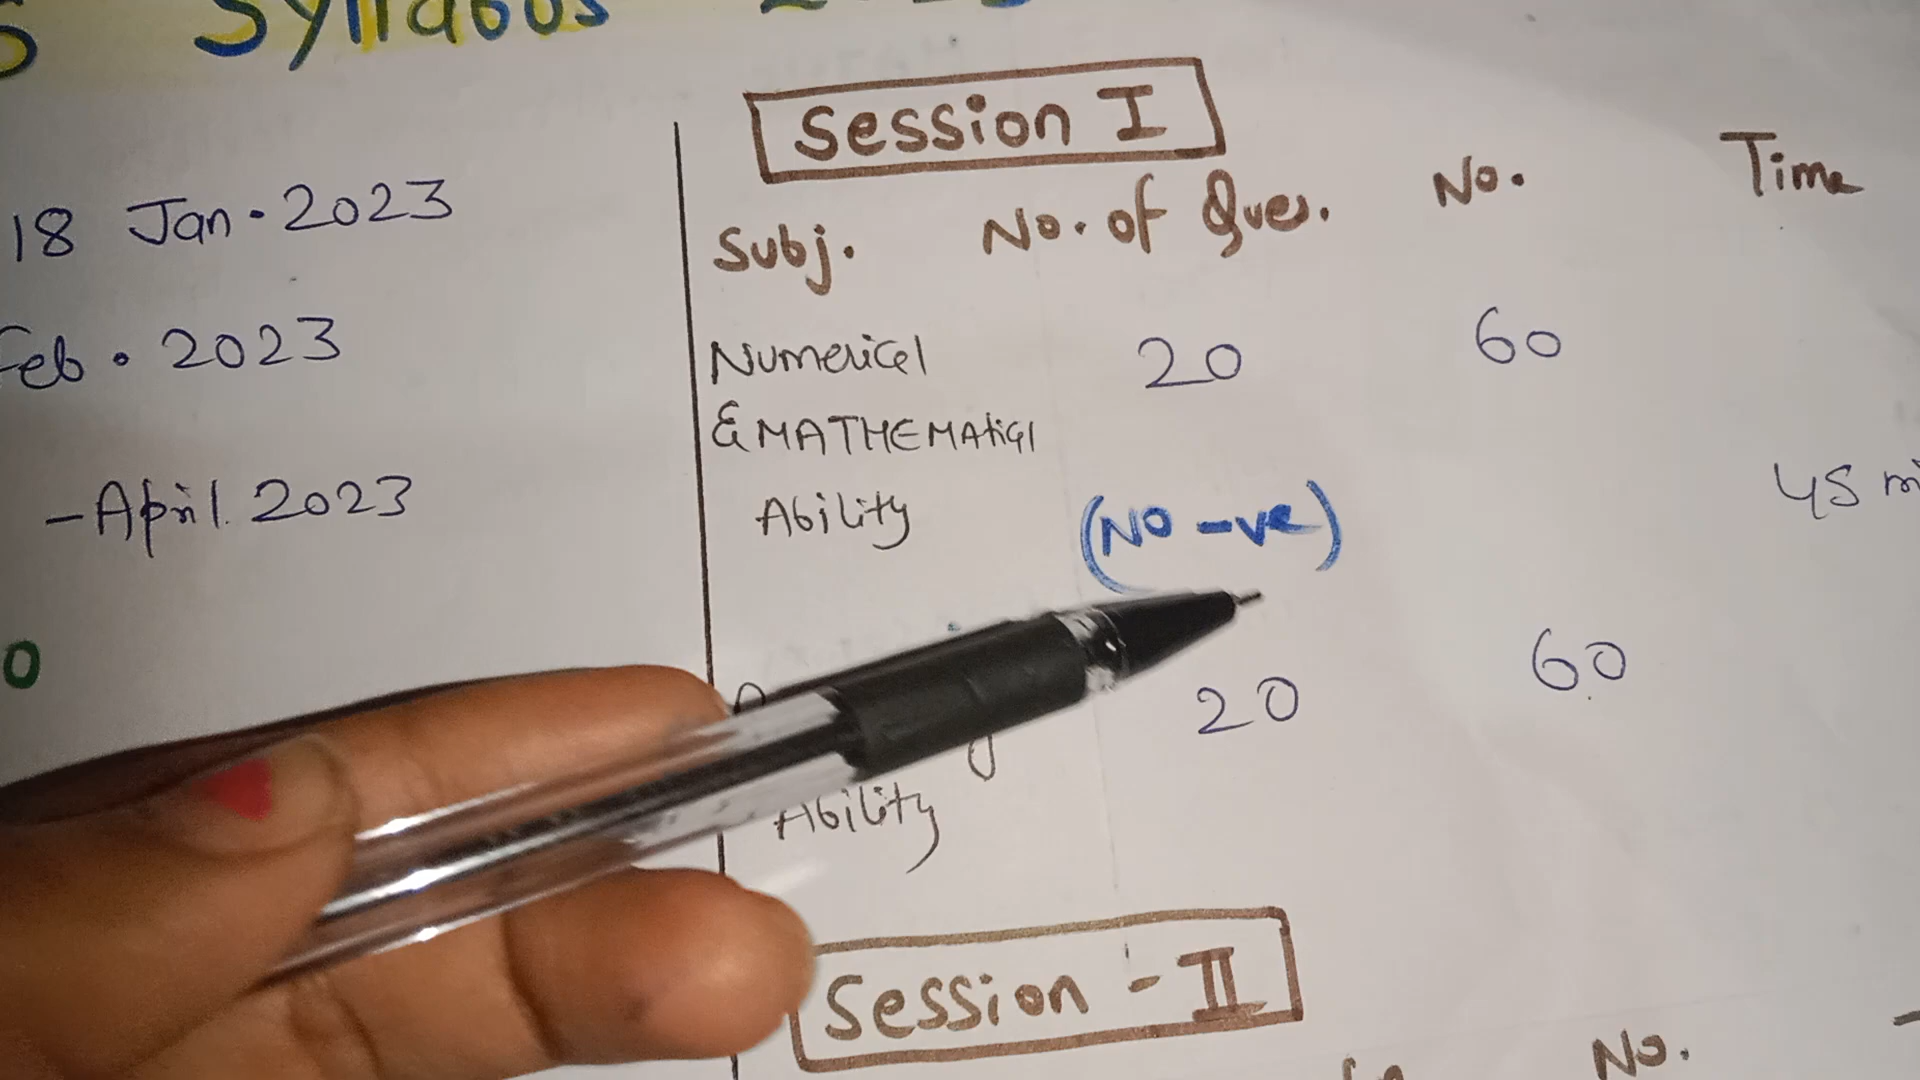 Syllabus
Session I
18 Jan. 2023
Subj. No. of Ques. No. Time
Feb. 2023
Numerical 20 60
& MATHEMAtical
- April 2023
Ability (No -ve) 45
0
20 60
Ability
Session - II
No.